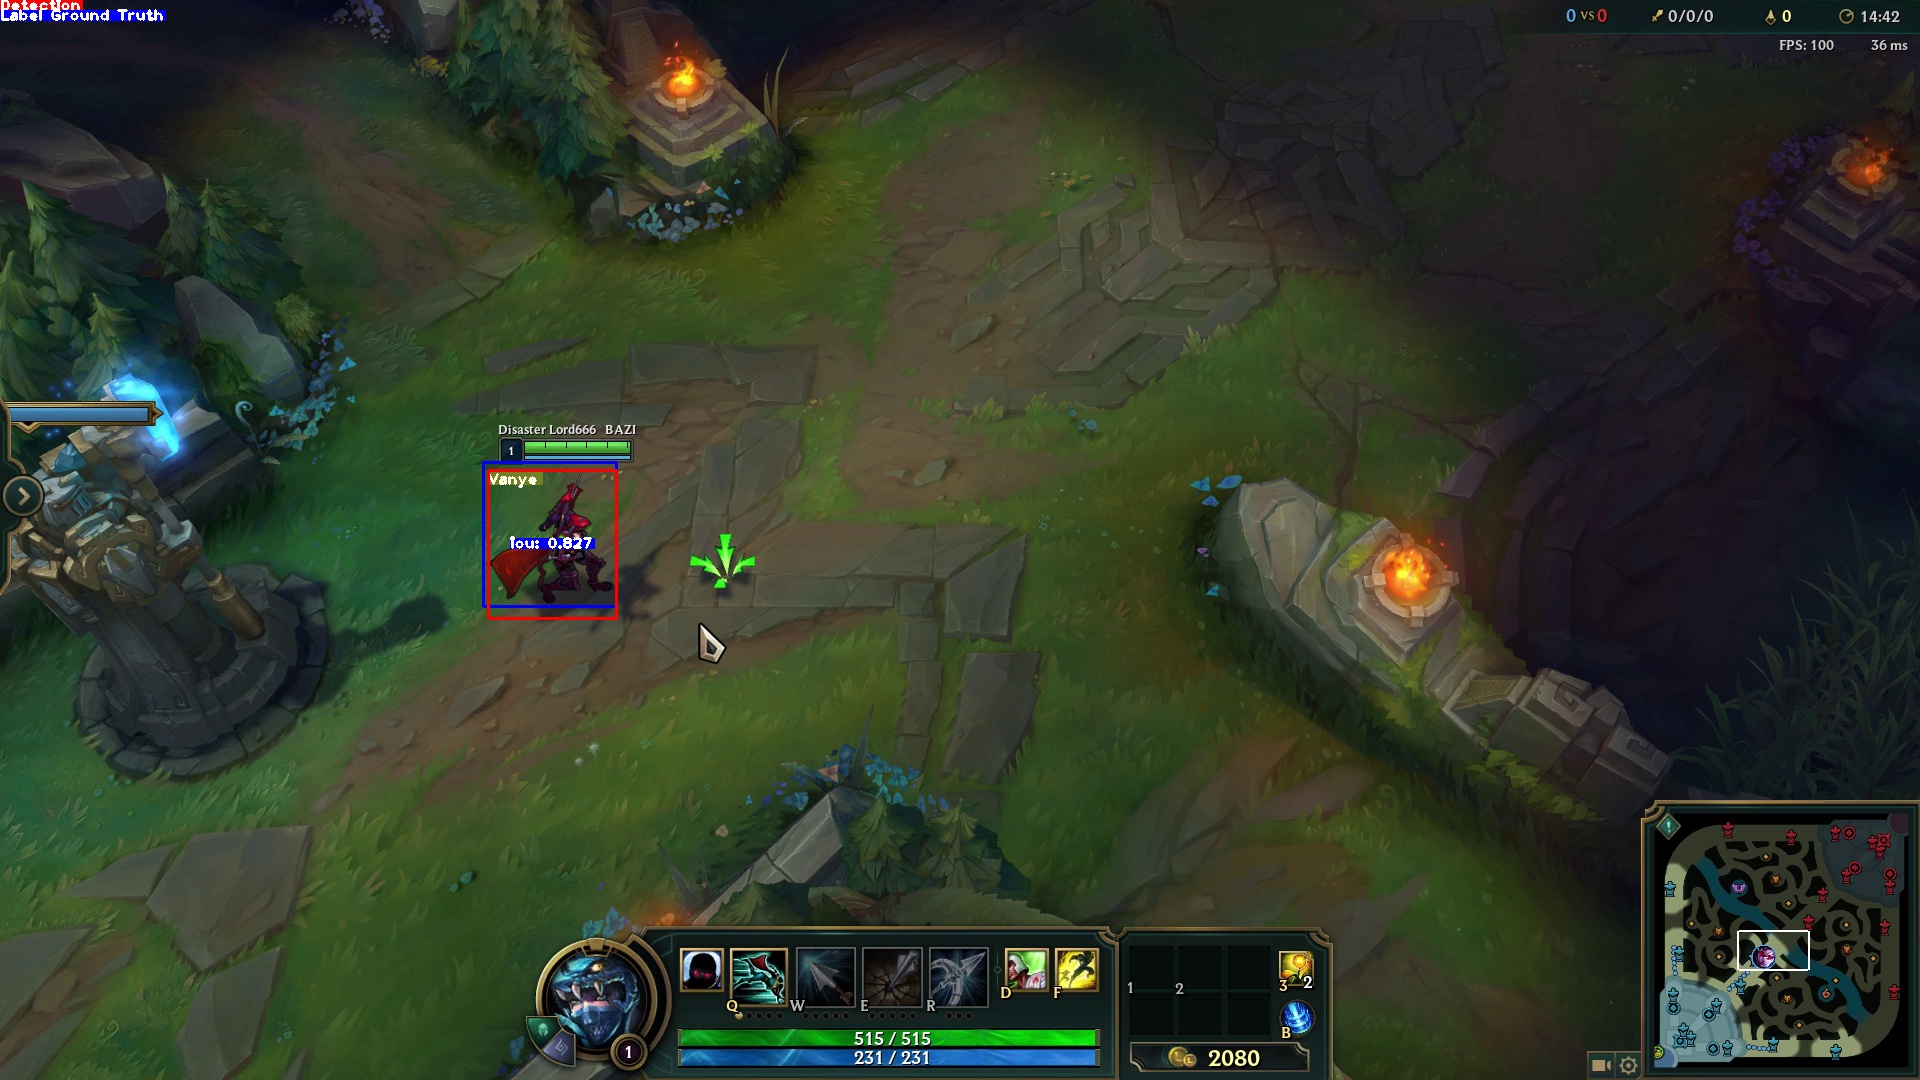 Detection
Label Ground Truth
0 VS 0
0/0/0
0
14:42
FPS: 100
36 ms
Disaster Lord666 BAZI
1
Vanye
Iou: 0.827
Q
W
E
R
D
F
1
515 / 515
231 / 231
1
2
3
2
B
2080